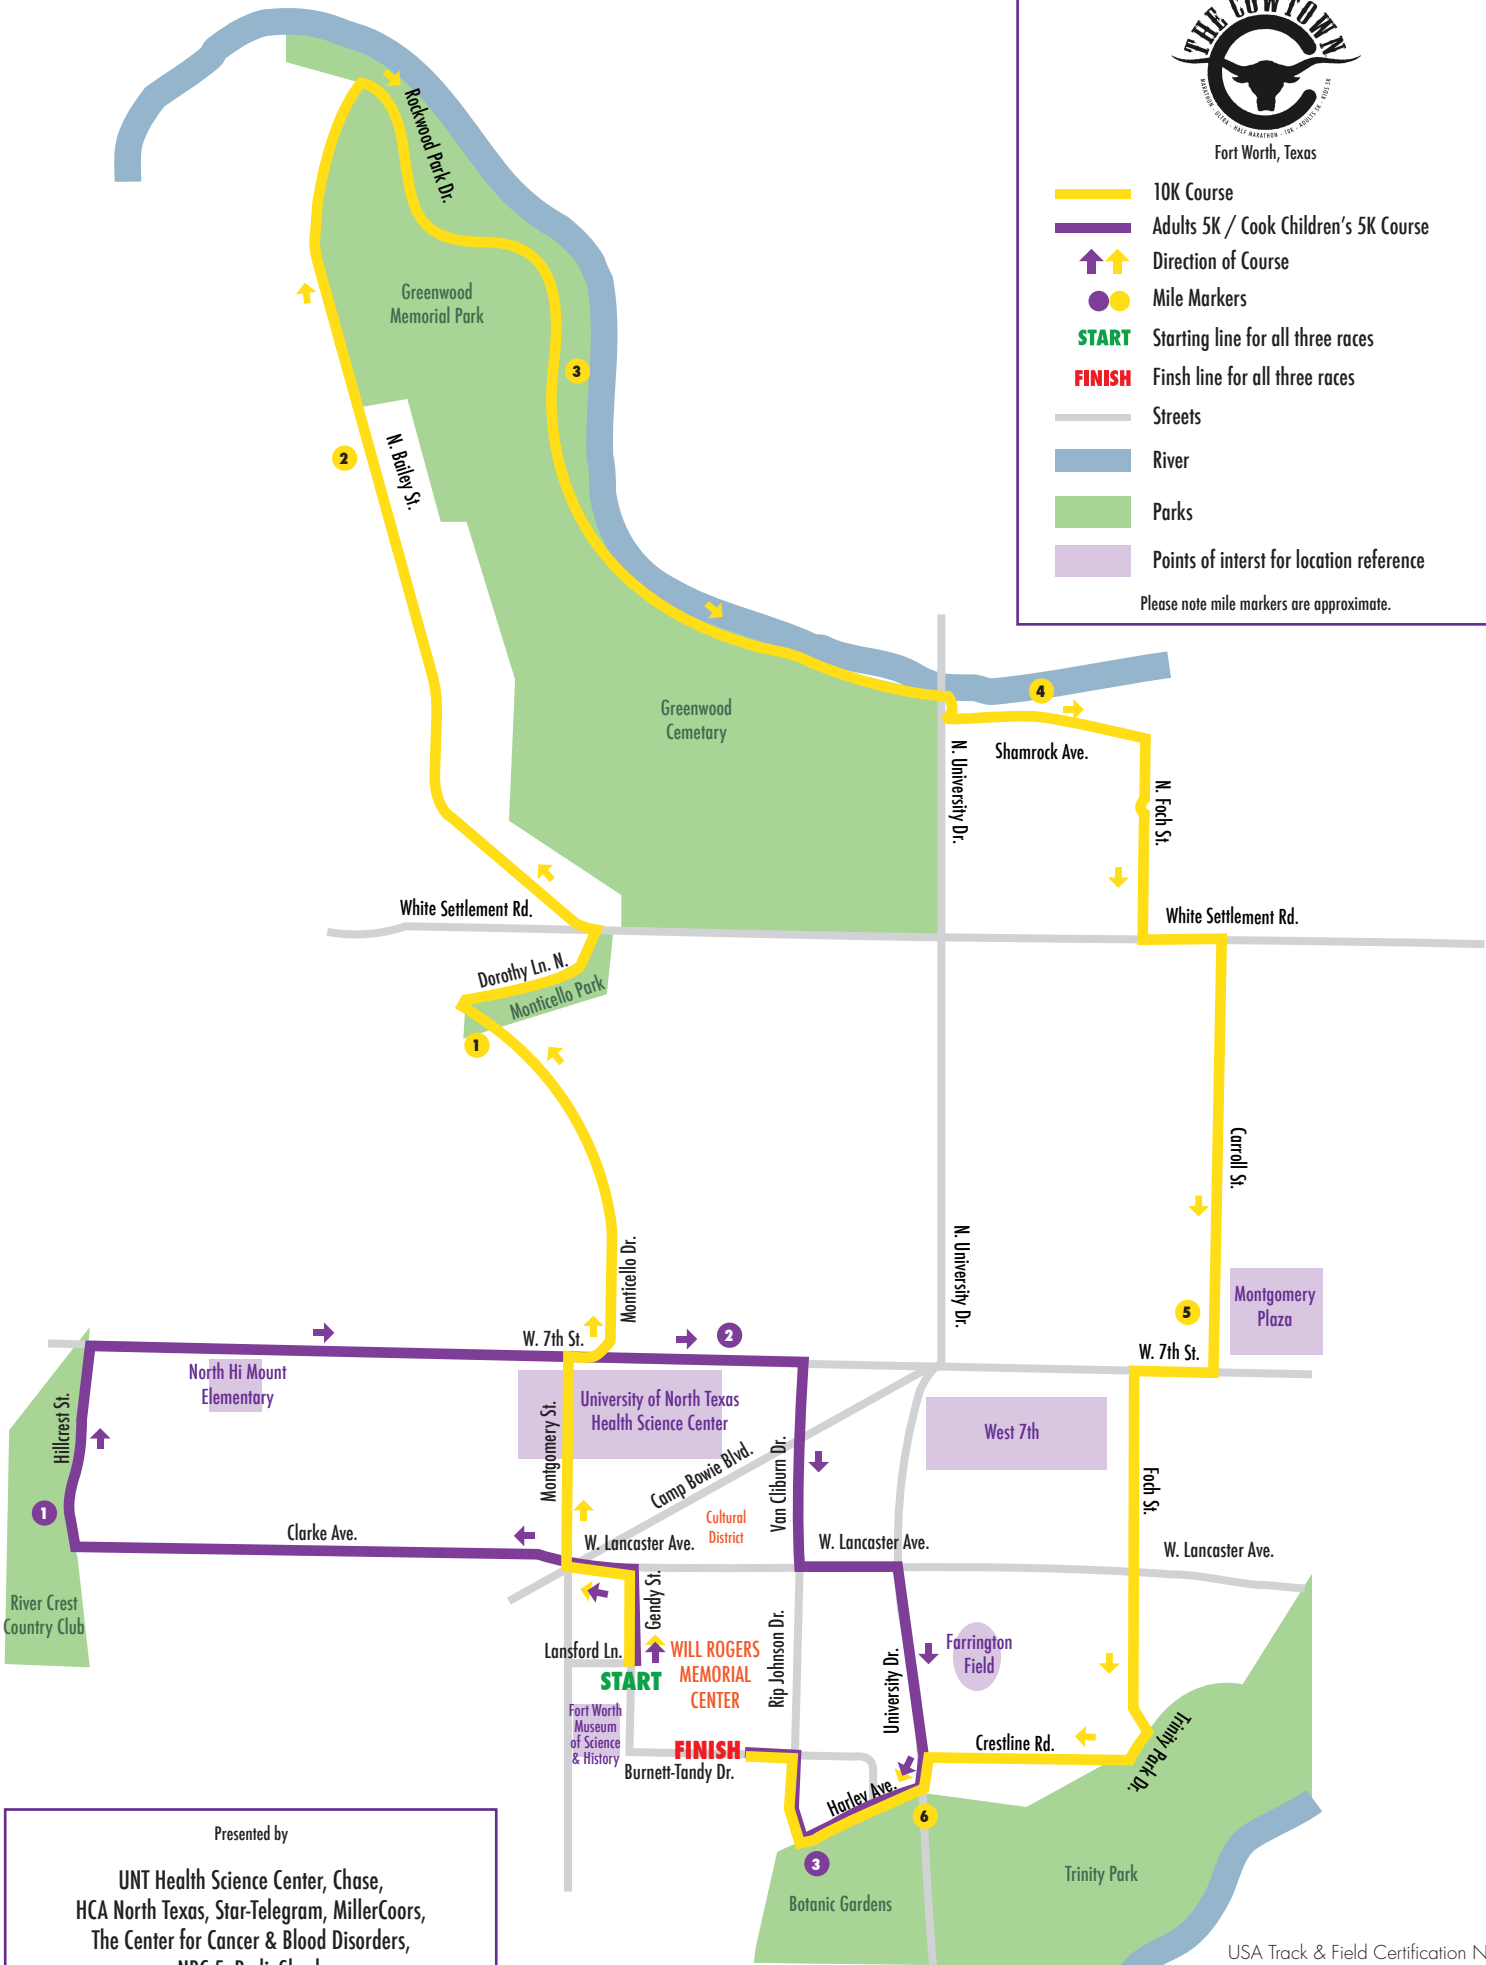 THE COWTOWN
MARATHON - ULTRA - HALF MARATHON - 10K - ADULTS 5K - KIDS 5K
Fort Worth, Texas
10K Course
Adults 5K / Cook Children's 5K Course
Direction of Course
Mile Markers
START Starting line for all three races
FINISH Finsh line for all three races
Streets
River
Parks
Points of interst for location reference
Please note mile markers are approximate.
Rockwood Park Dr.
Greenwood
Memorial Park
3
2
N. Bailey St.
4
Greenwood
Cemetary
N. University Dr.
Shamrock Ave.
N. Foch St.
White Settlement Rd.
White Settlement Rd.
Dorothy Ln. N.
Monticello Park
1
Carroll St.
Monticello Dr.
N. University Dr.
Montgomery
Plaza
5
2
W. 7th St.
W. 7th St.
North Hi Mount
Elementary
University of North Texas
Health Science Center
Hillcrest St.
Montgomery St.
Camp Bowie Blvd.
Van Cliburn Dr.
West 7th
Foch St.
1
Cultural
District
Clarke Ave.
W. Lancaster Ave.
W. Lancaster Ave.
W. Lancaster Ave.
River Crest
Country Club
Gendy St.
Lansford Ln.
START
WILL ROGERS
MEMORIAL
CENTER
Rip Johnson Dr.
University Dr.
Farrington
Field
Fort Worth
Museum
of Science
& History
FINISH
Burnett-Tandy Dr.
Crestline Rd.
Trinity Park Dr.
Harley Ave.
6
3
Botanic Gardens
Trinity Park
Presented by
UNT Health Science Center, Chase,
HCA North Texas, Star-Telegram, MillerCoors,
The Center for Cancer & Blood Disorders,
USA Track & Field Certification N